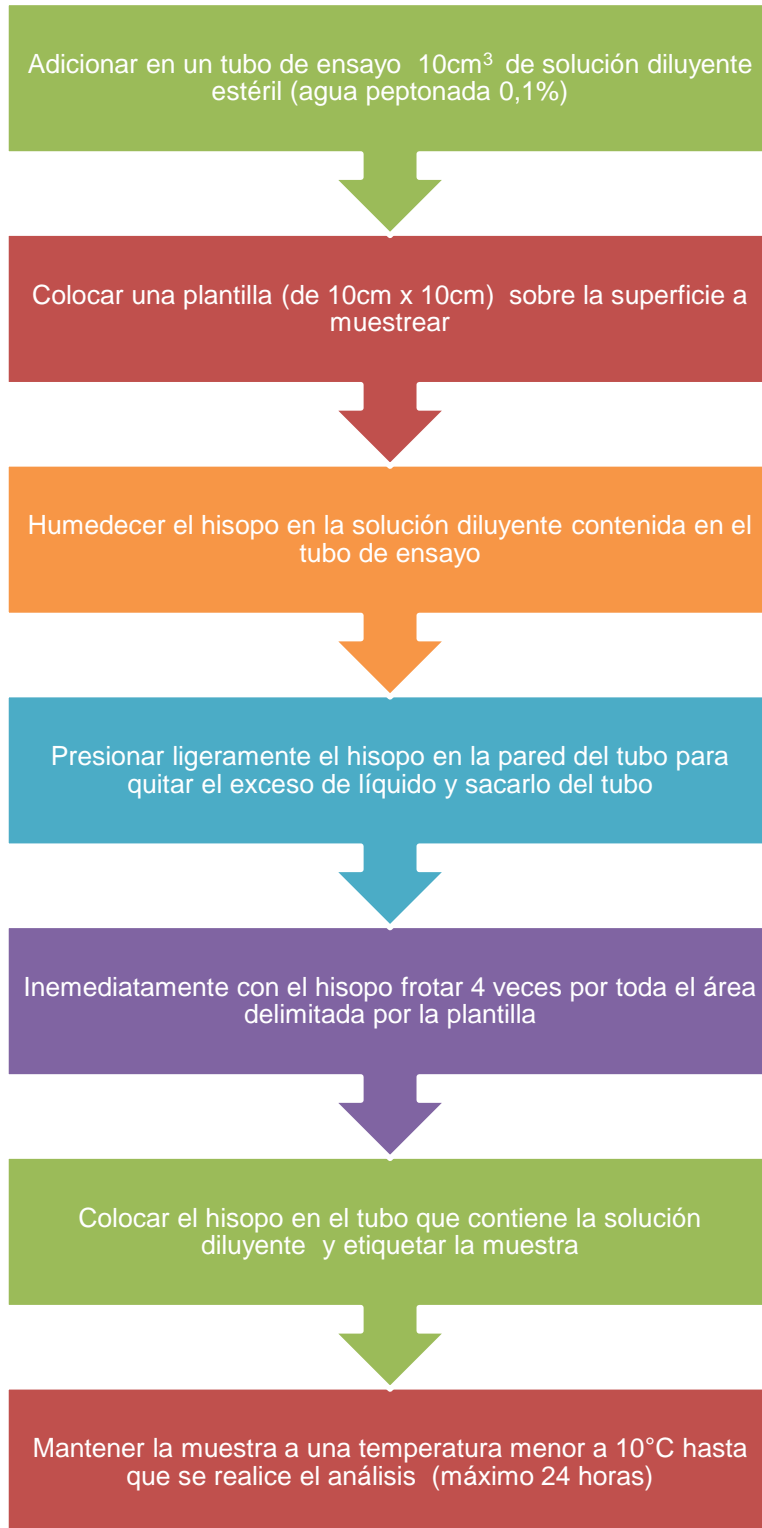 Adicionar en un tubo de ensayo  10cm³ de solución diluyente
estéril (agua peptonada 0,1%)
Colocar una plantilla (de 10cm x 10cm)  sobre la superficie a
muestrear
Humedecer el hisopo en la solución diluyente contenida en el
tubo de ensayo
Presionar ligeramente el hisopo en la pared del tubo para
quitar el exceso de líquido y sacarlo del tubo
Inemediatamente con el hisopo frotar 4 veces por toda el área
delimitada por la plantilla
Colocar el hisopo en el tubo que contiene la solución
diluyente  y etiquetar la muestra
Mantener la muestra a una temperatura menor a 10°C hasta
que se realice el análisis  (máximo 24 horas)